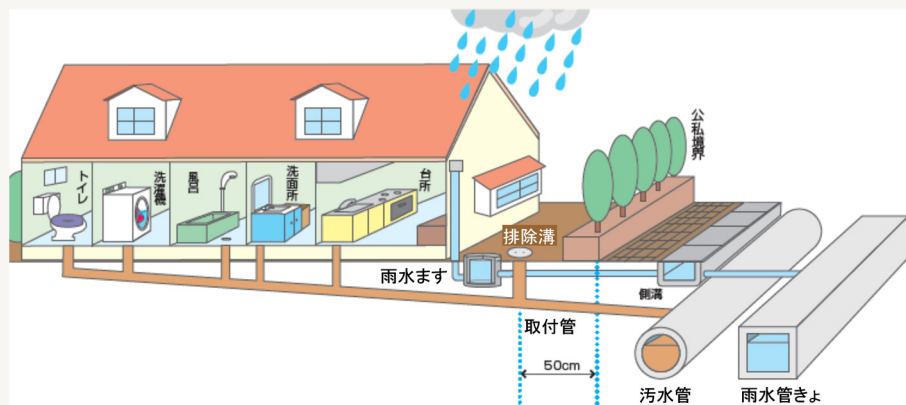 トイレ
洗濯機
風呂
洗面所
台所
公私境界
排除溝
雨水ます
側溝
取付管
50cm
汚水管
雨水管きょ